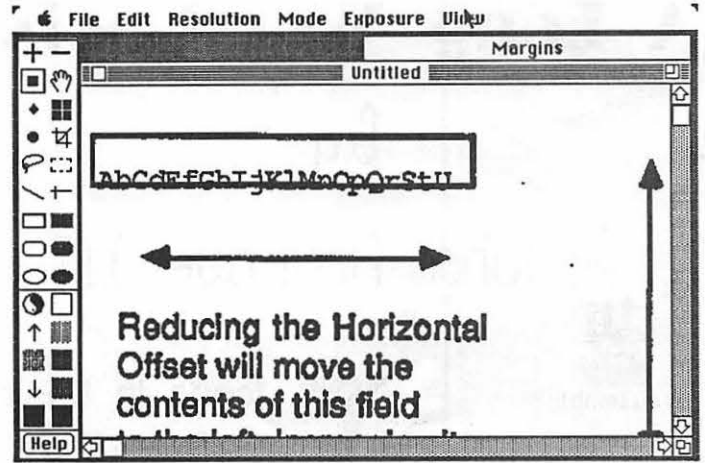 File Edit Resolution Mode Exposure View
Margins
Untitled
AbCdEfGhIjKlMnOpQrStU
Reducing the Horizontal
Offset will move the
contents of this field
Help